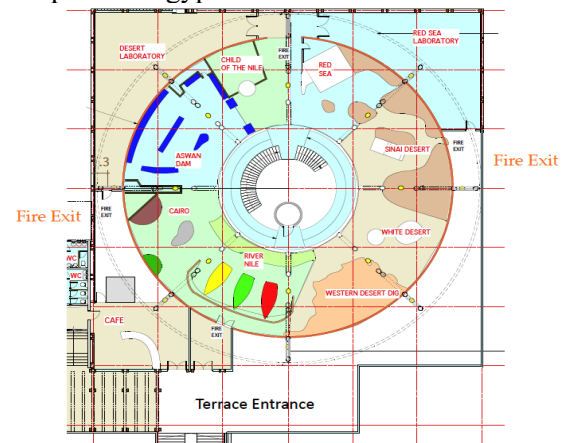 DESERT
LABORATORY
CHILD
OF THE NILE
FIRE
EXIT
RED
SEA
RED SEA
LABORATORY
SINAI DESERT
FIRE
EXIT
Fire Exit
.3
ASWAN
DAM
Fire Exit
FIRE
EXIT
CAIRO
WHITE DESERT
RIVER
NILE
WC
WC
WESTERN DESERT DIG
CAFE
FIRE
EXIT
Terrace Entrance